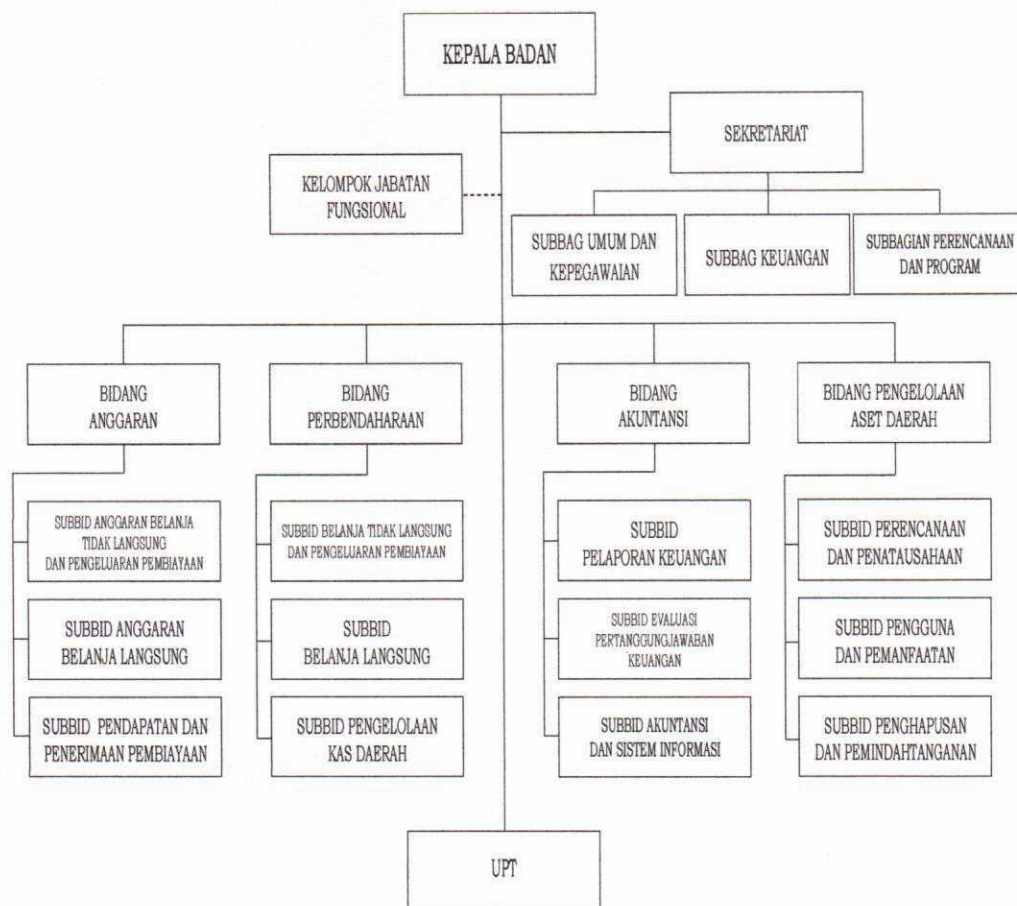 KEPALA BADAN
SEKRETARIAT
KELOMPOK JABATAN
FUNGSIONAL
SUBBAG UMUM DAN
KEPEGAWAIAN
SUBBAG KEUANGAN
SUBBAGIAN PERENCANAAN
DAN PROGRAM
BIDANG
ANGGARAN
BIDANG
PERBENDAHARAAN
BIDANG
AKUNTANSI
BIDANG PENGELOLAAN
ASET DAERAH
SUBBID ANGGARAN BELANJA
TIDAK LANGSUNG
DAN PENGELUARAN PEMBIAYAAN
SUBBID BELANJA TIDAK LANGSUNG
DAN PENGELUARAN PEMBIAYAAN
SUBBID
PELAPORAN KEUANGAN
SUBBID PERENCANAAN
DAN PENATAUSAHAAN
SUBBID ANGGARAN
BELANJA LANGSUNG
SUBBID
BELANJA LANGSUNG
SUBBID EVALUASI
PERTANGGUNGJAWABAN
KEUANGAN
SUBBID PENGGUNA
DAN PEMANFAATAN
SUBBID PENDAPATAN DAN
PENERIMAAN PEMBIAYAAN
SUBBID PENGELOLAAN
KAS DAERAH
SUBBID AKUNTANSI
DAN SISTEM INFORMASI
SUBBID PENGHAPUSAN
DAN PEMINDAHTANGANAN
UPT